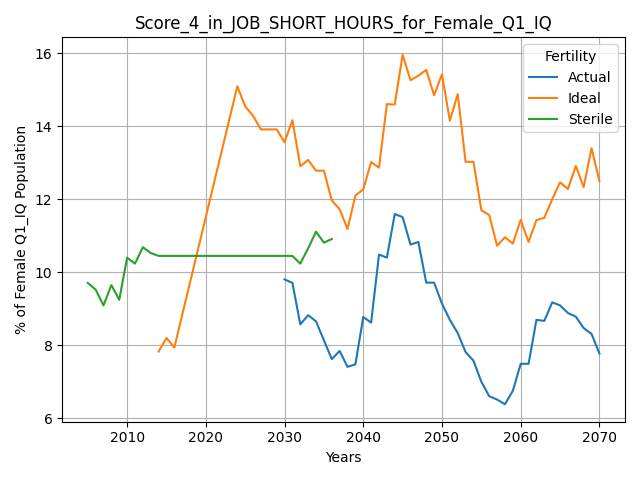 Score_4_in_JOB_SHORT_HOURS_for_Female_Q1_IQ
% of Female Q1_IQ Population
16
14
12
10
8
6
Fertility
Actual
Ideal
Sterile
2010 2020 2030 2040 2050 2060 2070
Years